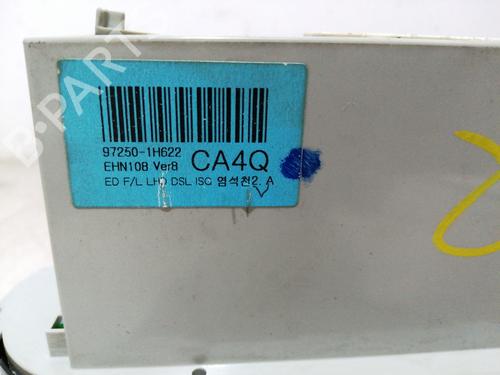 B-PARTS
97250-1H622
EHN108 Ver8
CA4Q
ED F/L LHD DSL ISG 염석천2. A